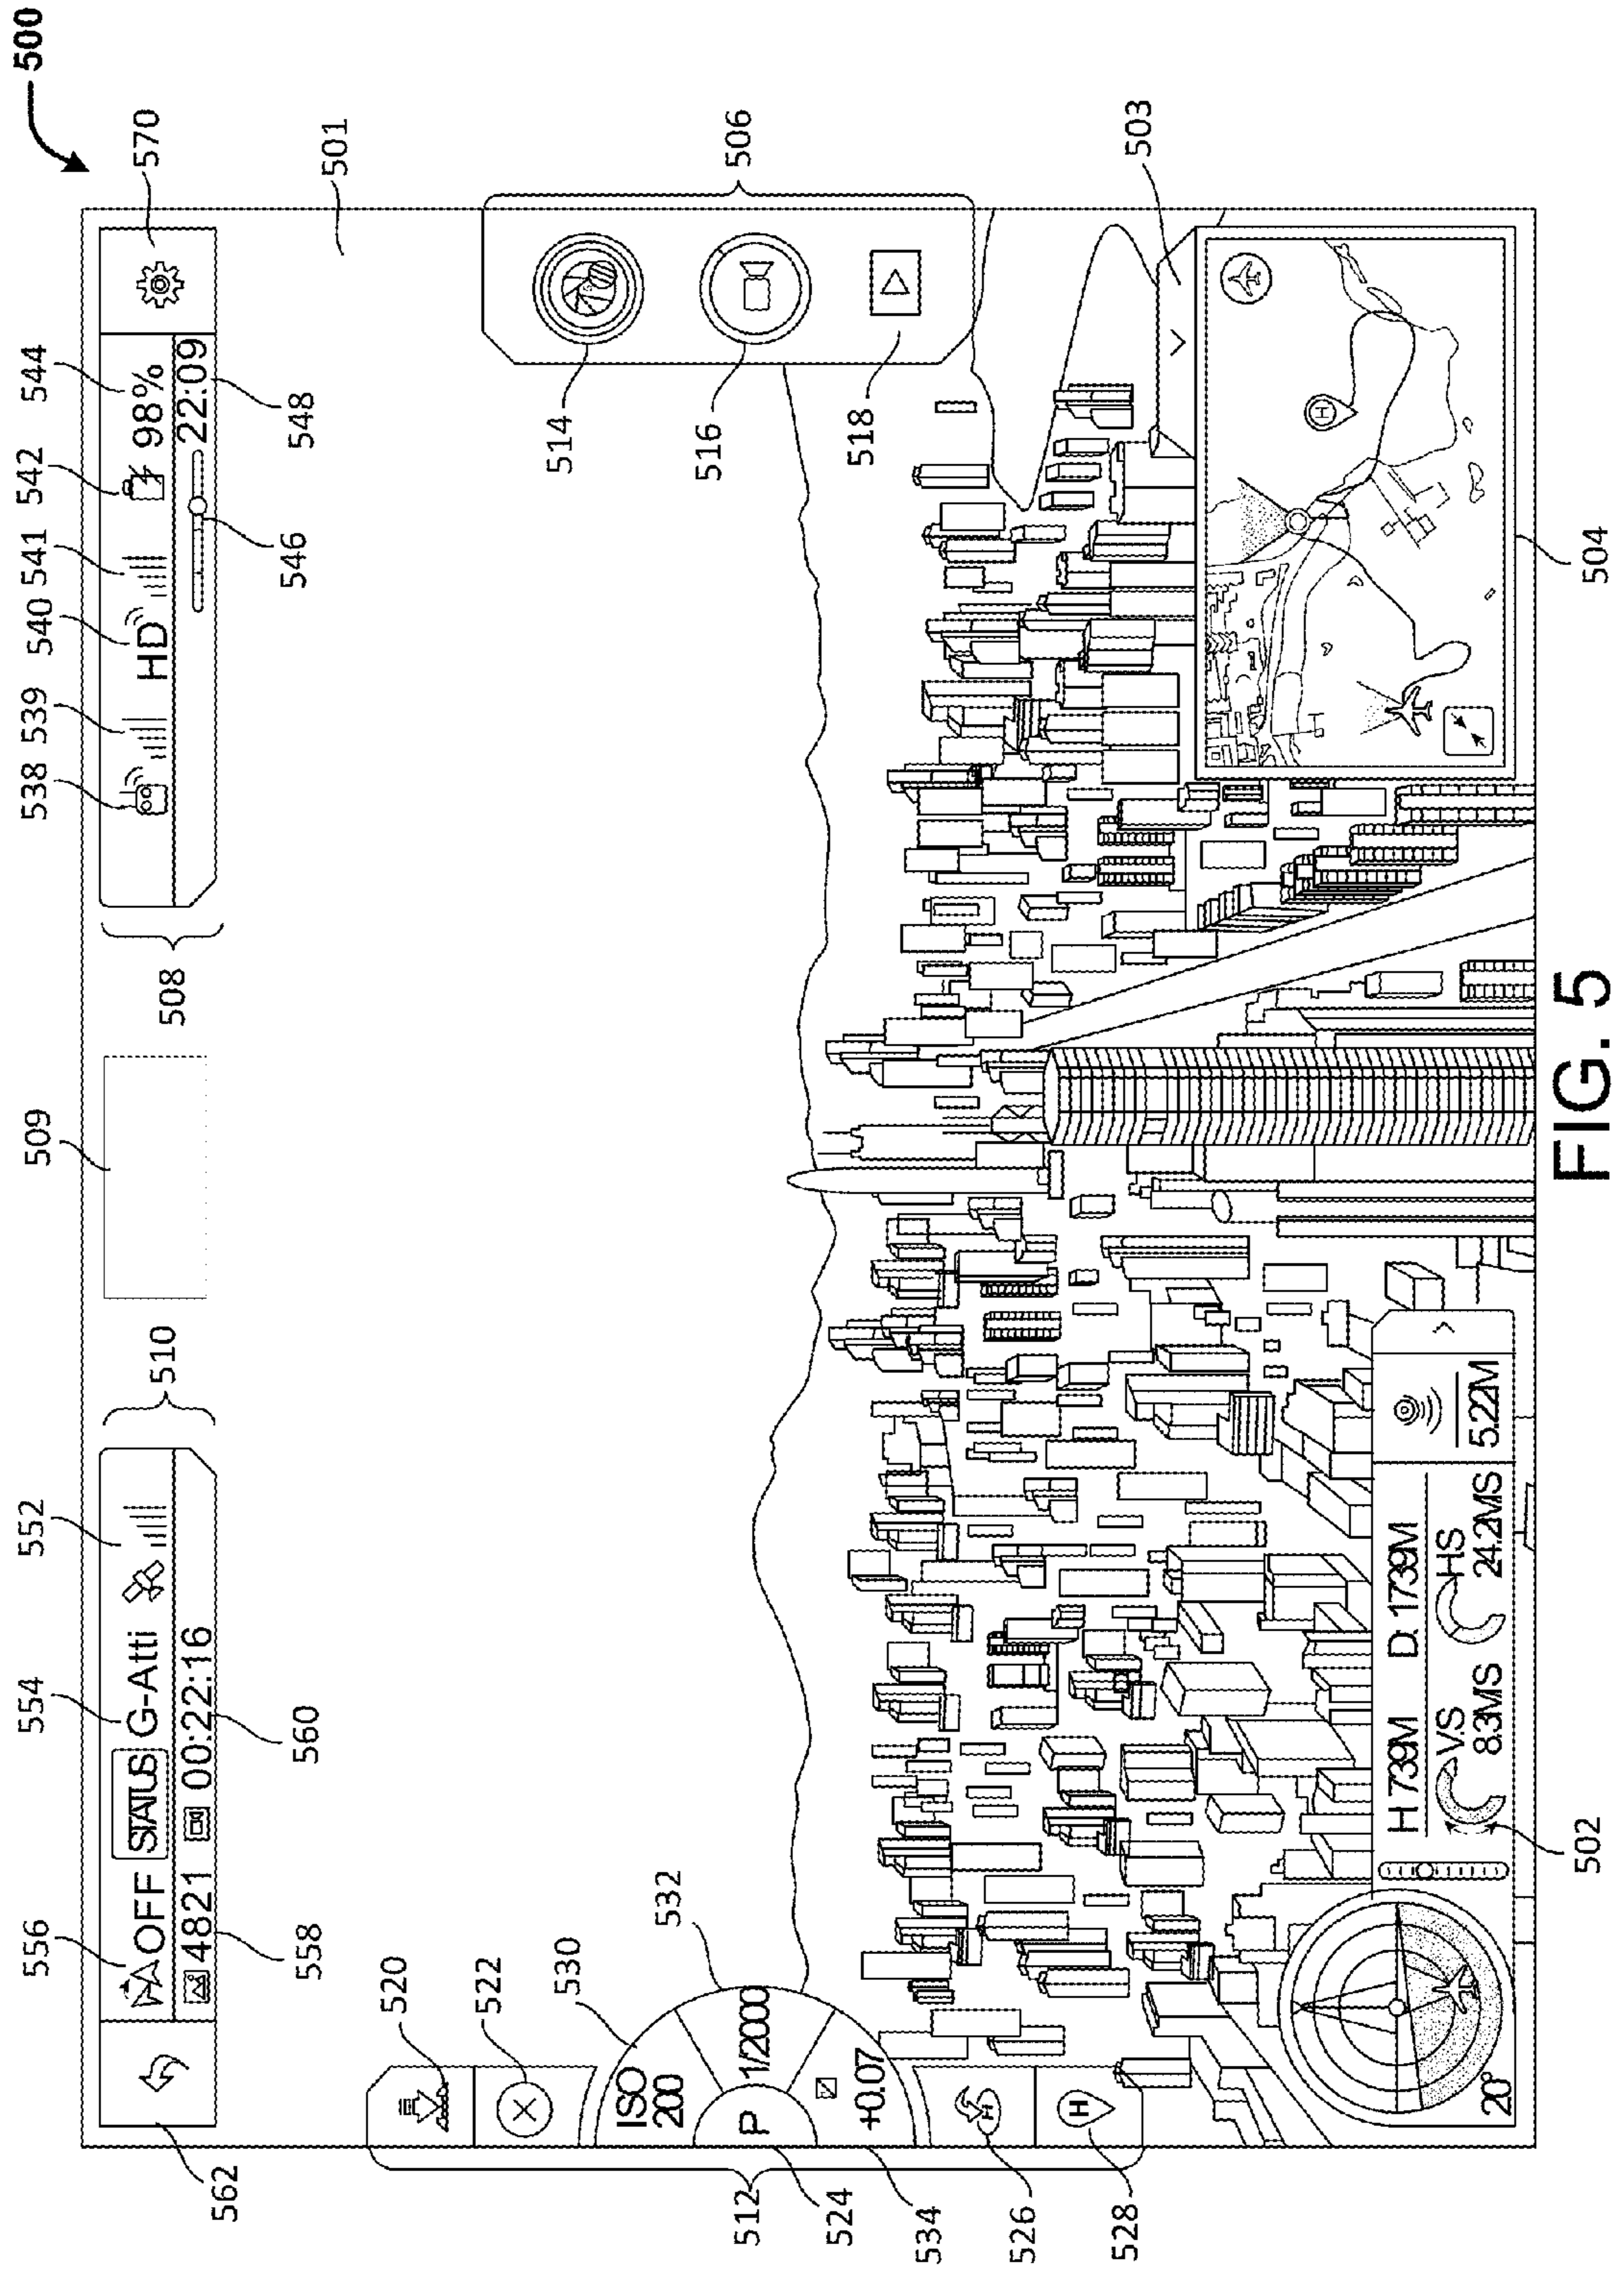 500
556 554 552 509 538 539 540 541 542 544 570
OFF STATUS G-Atti HD 98%
4821 00:22:16 22:09
562 558 560 510 508 546 548 501
520
522
530
532
ISO
200
P
1/2000
+0.07
H
H
512
524
534
526
528
514
516
518
506
503
H
H
504
H 739M D. 1739M
V.S 8.3MS
HS 24.2MS
5.22M
20°
502
FIG. 5